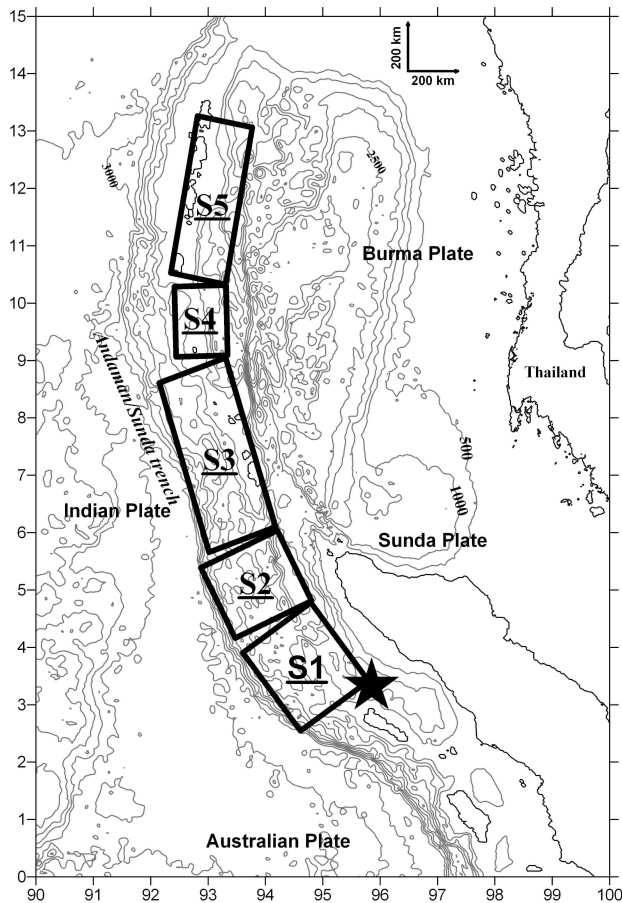 15
14
13
12
11
10
9
8
7
6
5
4
3
2
1
0
200 km
200 km
3000
2500
S5
Burma Plate
S4
Andaman/Sunda trench
Thailand
500
S3
1000
Indian Plate
Sunda Plate
S2
S1
Australian Plate
90 91 92 93 94 95 96 97 98 99 100